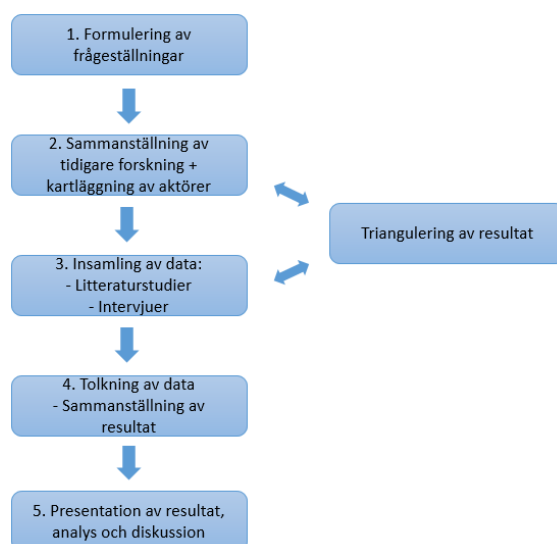 1. Formulering av
frågeställningar
2. Sammanställning av
tidigare forskning +
kartläggning av aktörer
Triangulering av resultat
3. Insamling av data:
- Litteraturstudier
- Intervjuer
4. Tolkning av data
- Sammanställning av
resultat
5. Presentation av resultat,
analys och diskussion